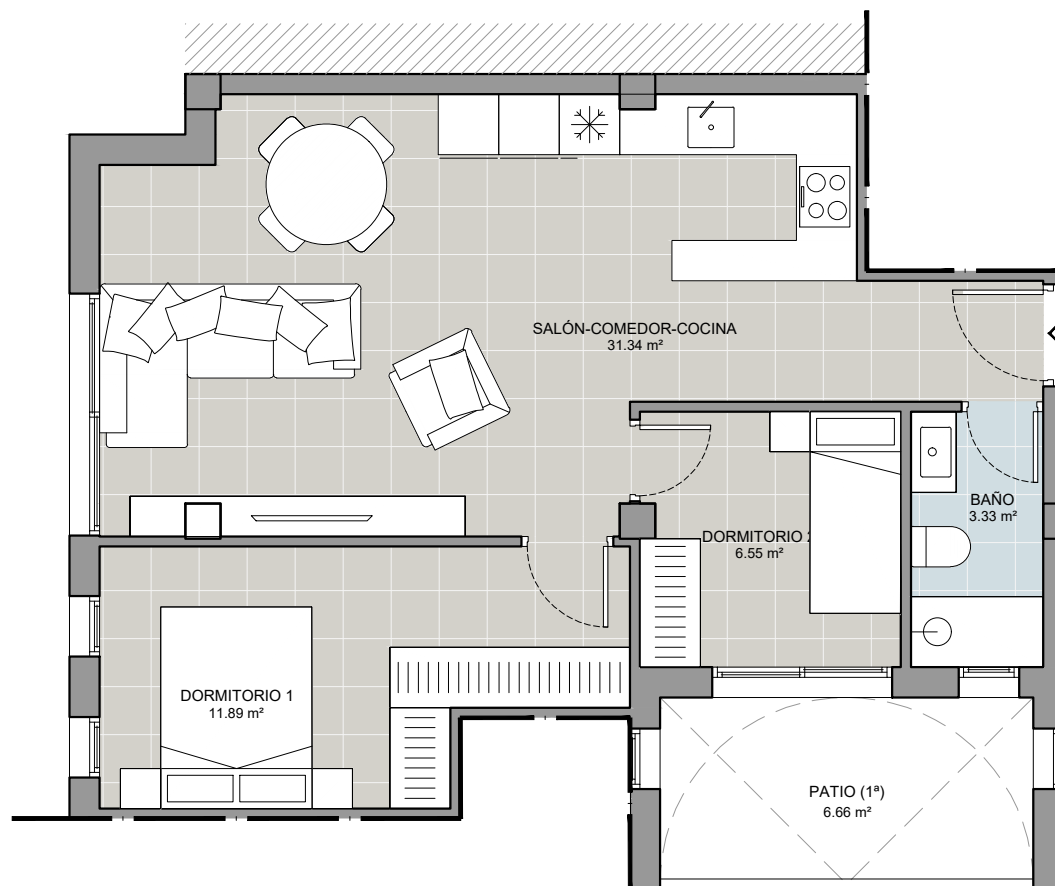 SALÓN-COMEDOR-COCINA
31.34 m²
BAÑO
3.33 m²
DORMITORIO 2
6.55 m²
DORMITORIO 1
11.89 m²
PATIO (1ª)
6.66 m²